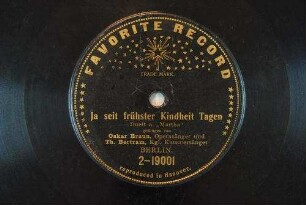 FAVORITE RECORD
TRADE MARK.
Ja seit frühster Kindheit Tagen
Duett a. „Martha“
gesungen von
Oskar Braun, Opernsänger und
Th. Bertram, Kgl. Kammersänger
BERLIN.
2-19001
reproduced in Hanover.